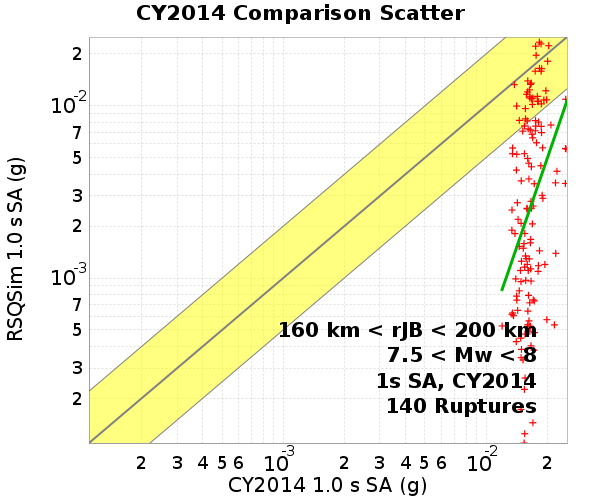 CY2014 Comparison Scatter
RSQSim 1.0 s SA (g)
2
10-2
7
5
3
2
10-3
7
5
3
2
160 km < rJB < 200 km
7.5 < Mw < 8
1s SA, CY2014
140 Ruptures
2 3 4 5 6 10-3 2 3 4 5 6 10-2 2
CY2014 1.0 s SA (g)